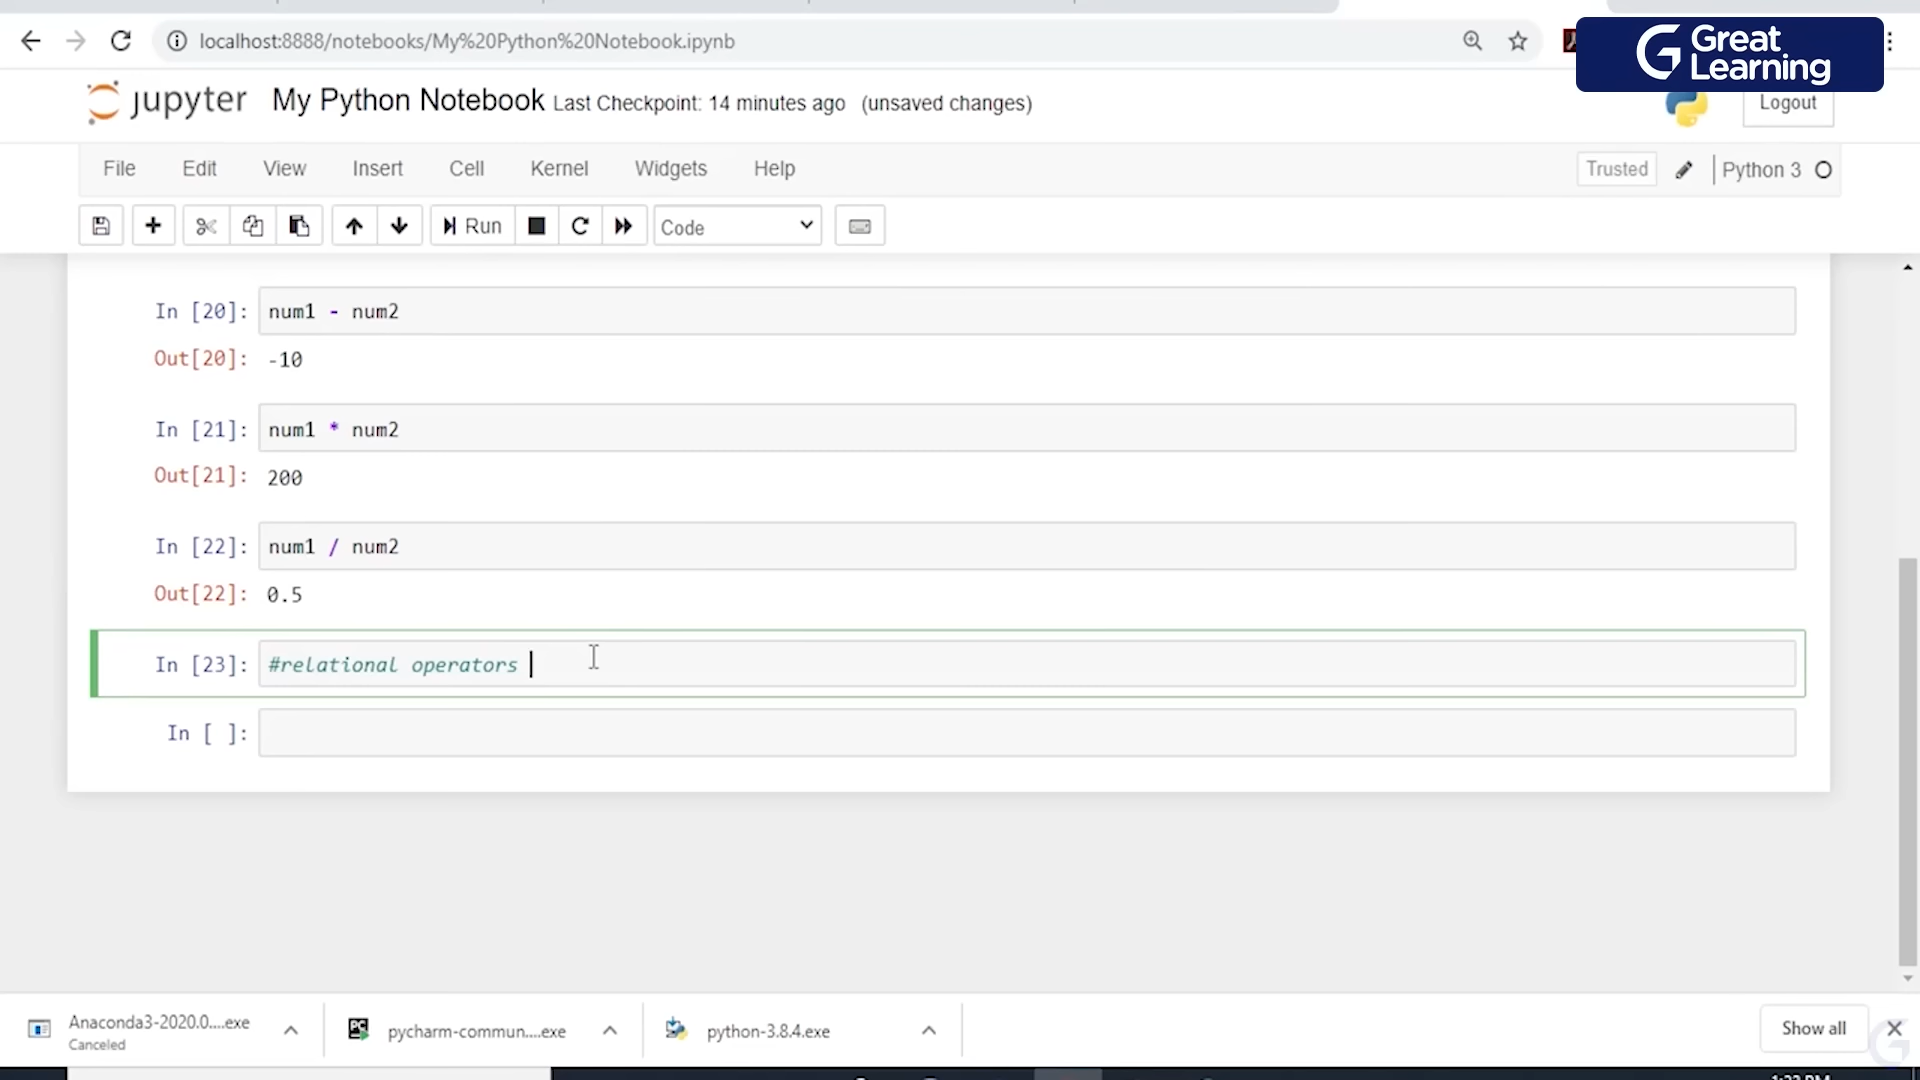 localhost:8888/notebooks/My%20Python%20Notebook.ipynb
Great
Learning
jupyter My Python Notebook Last Checkpoint: 14 minutes ago (unsaved changes)
Logout
File Edit View Insert Cell Kernel Widgets Help
Trusted Python 3
Run Code
In [20]: num1 - num2
Out[20]: -10
In [21]: num1 * num2
Out[21]: 200
In [22]: num1 / num2
Out[22]: 0.5
In [23]: #relational operators
In [ ]:
Anaconda3-2020.0....exe
Canceled
pycharm-commun....exe
python-3.8.4.exe
Show all